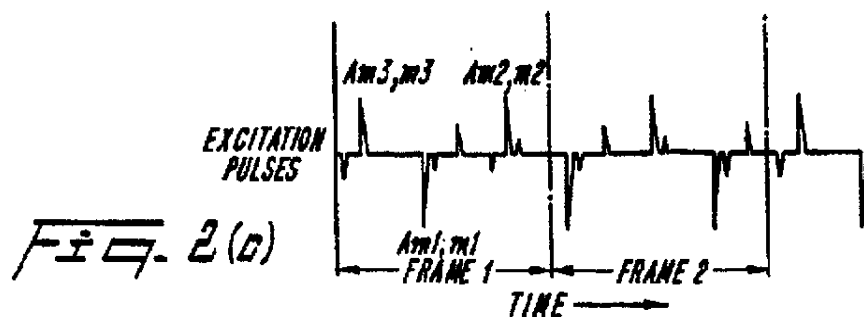 Am3,m3 Am2,m2
EXCITATION
PULSES
Am1,m1
FRAME 1 FRAME 2
TIME
Fig. 2(c)